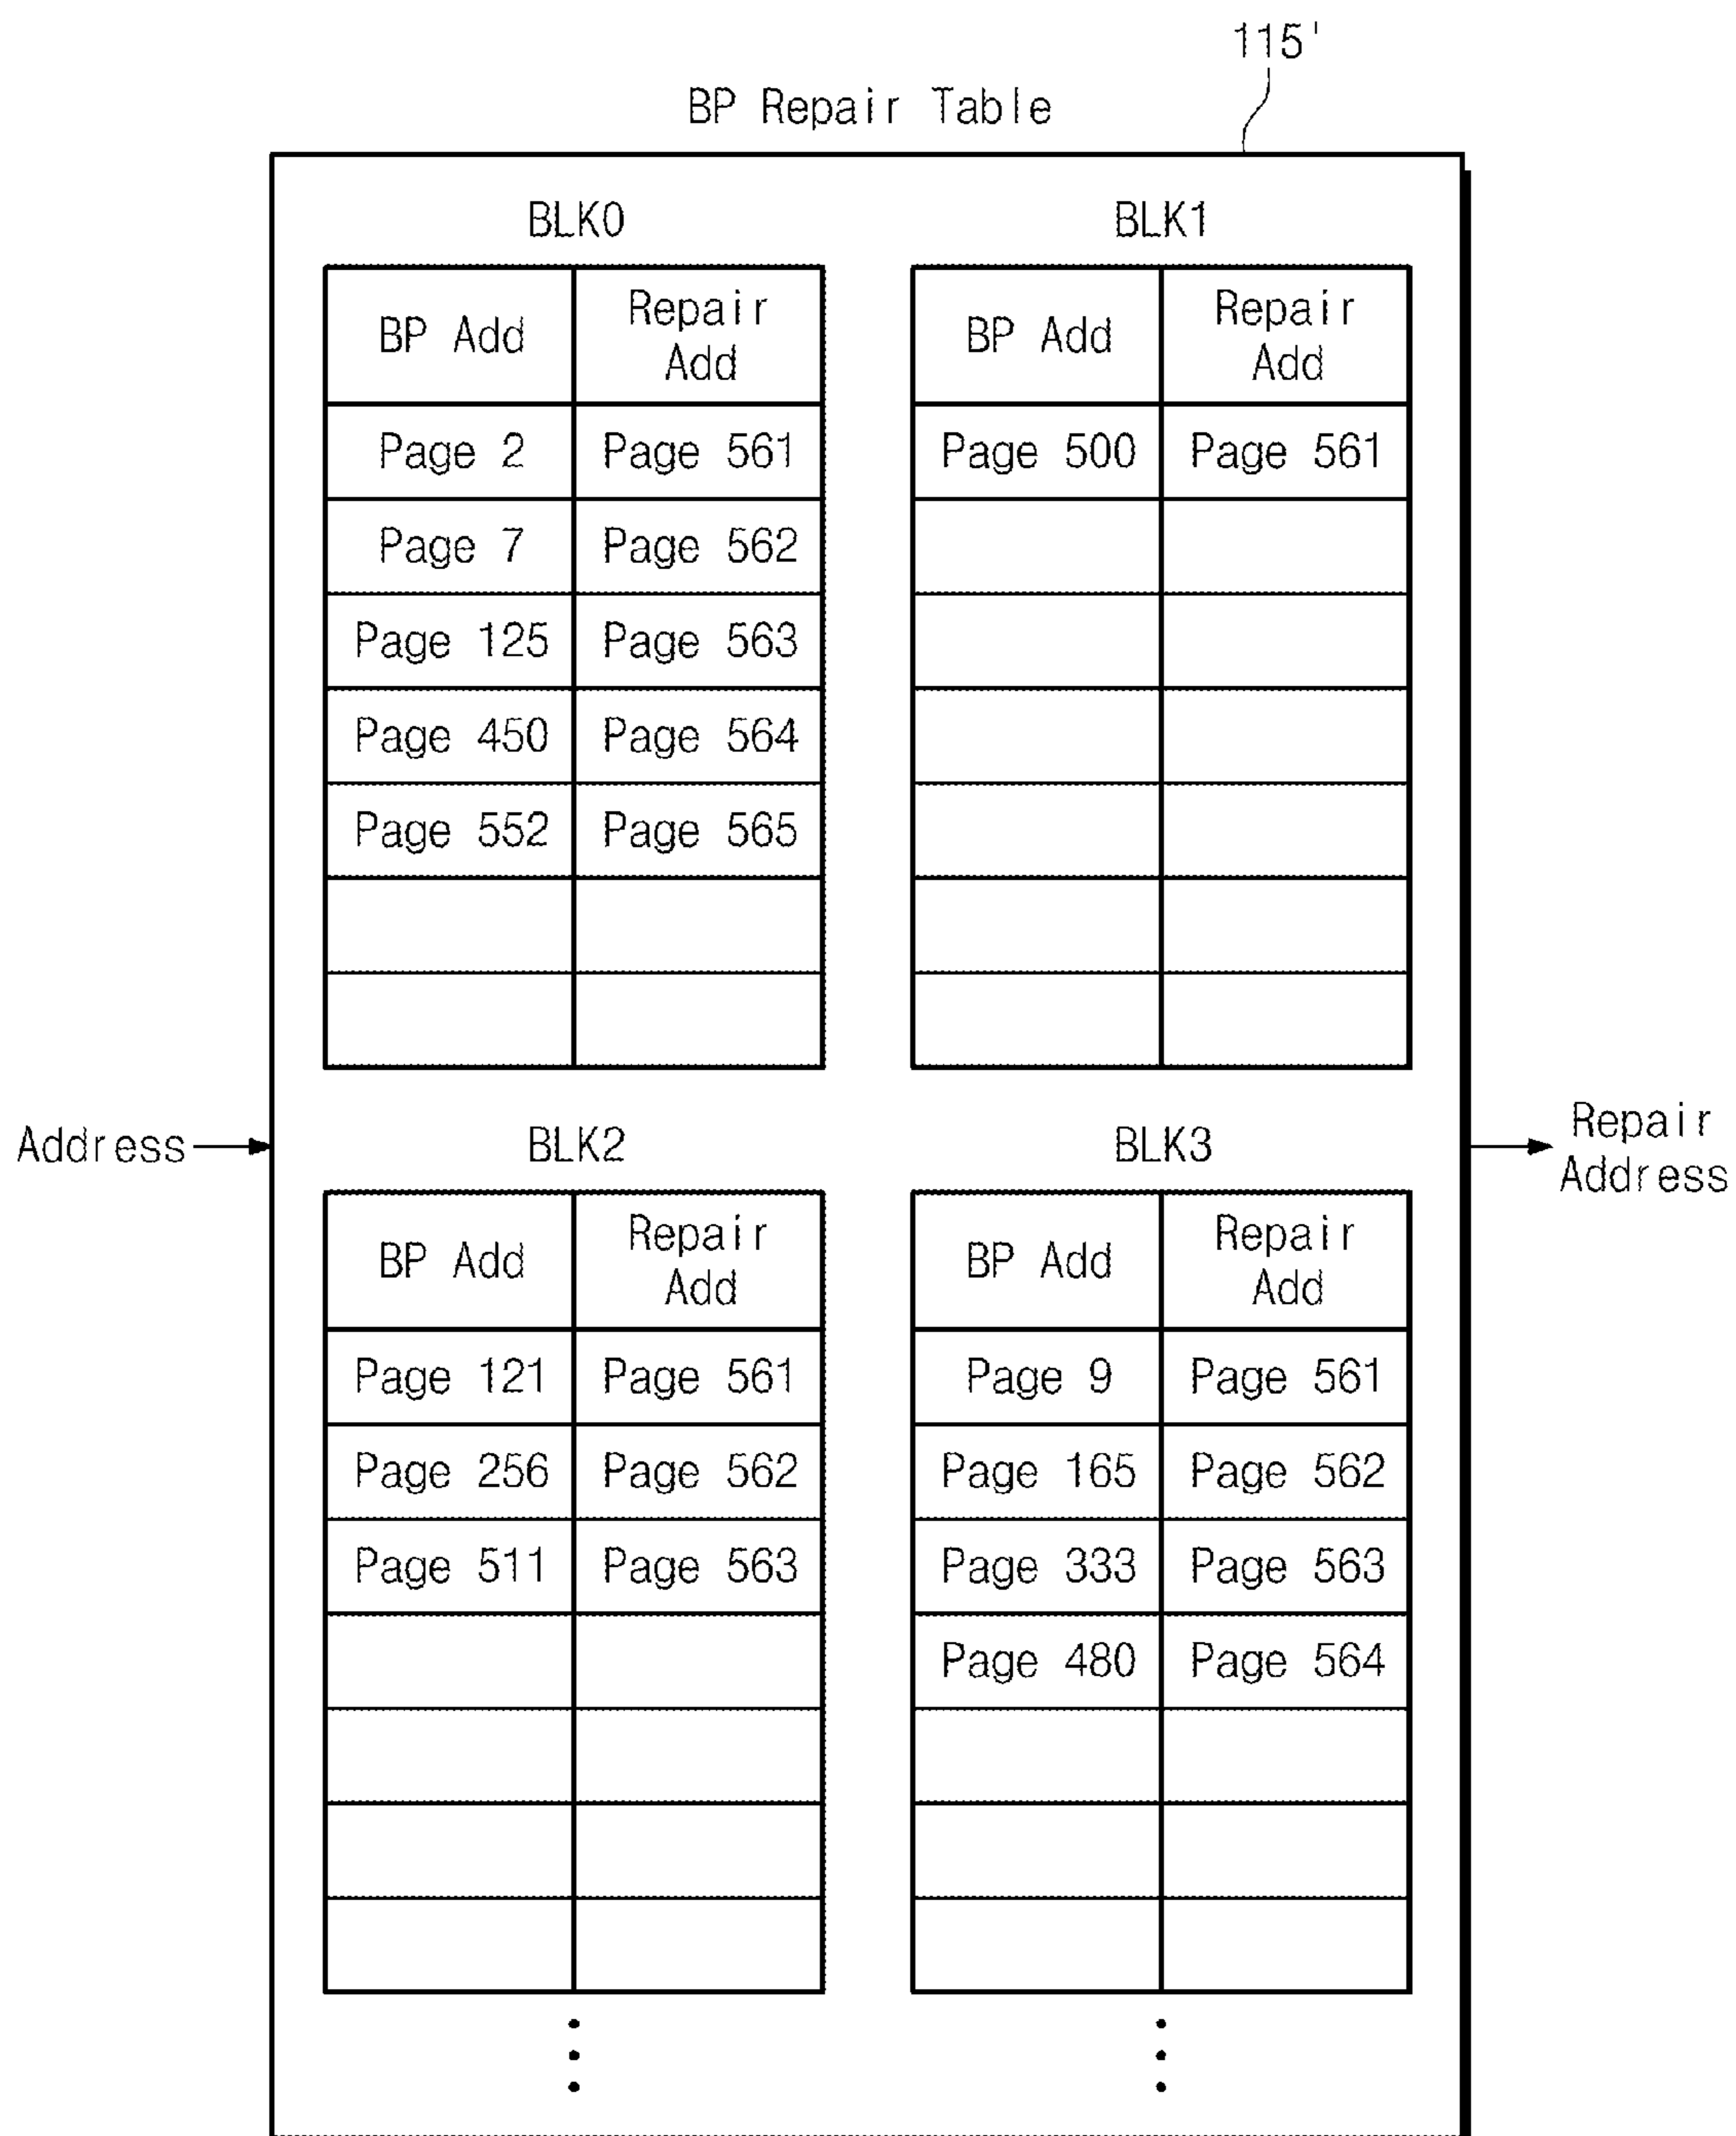 115'
BP Repair Table
BLK0
BP Add Repair Add
Page 2 Page 561
Page 7 Page 562
Page 125 Page 563
Page 450 Page 564
Page 552 Page 565
BLK1
BP Add Repair Add
Page 500 Page 561
Address
BLK2
BP Add Repair Add
Page 121 Page 561
Page 256 Page 562
Page 511 Page 563
BLK3
BP Add Repair Add
Page 9 Page 561
Page 165 Page 562
Page 333 Page 563
Page 480 Page 564
Repair
Address